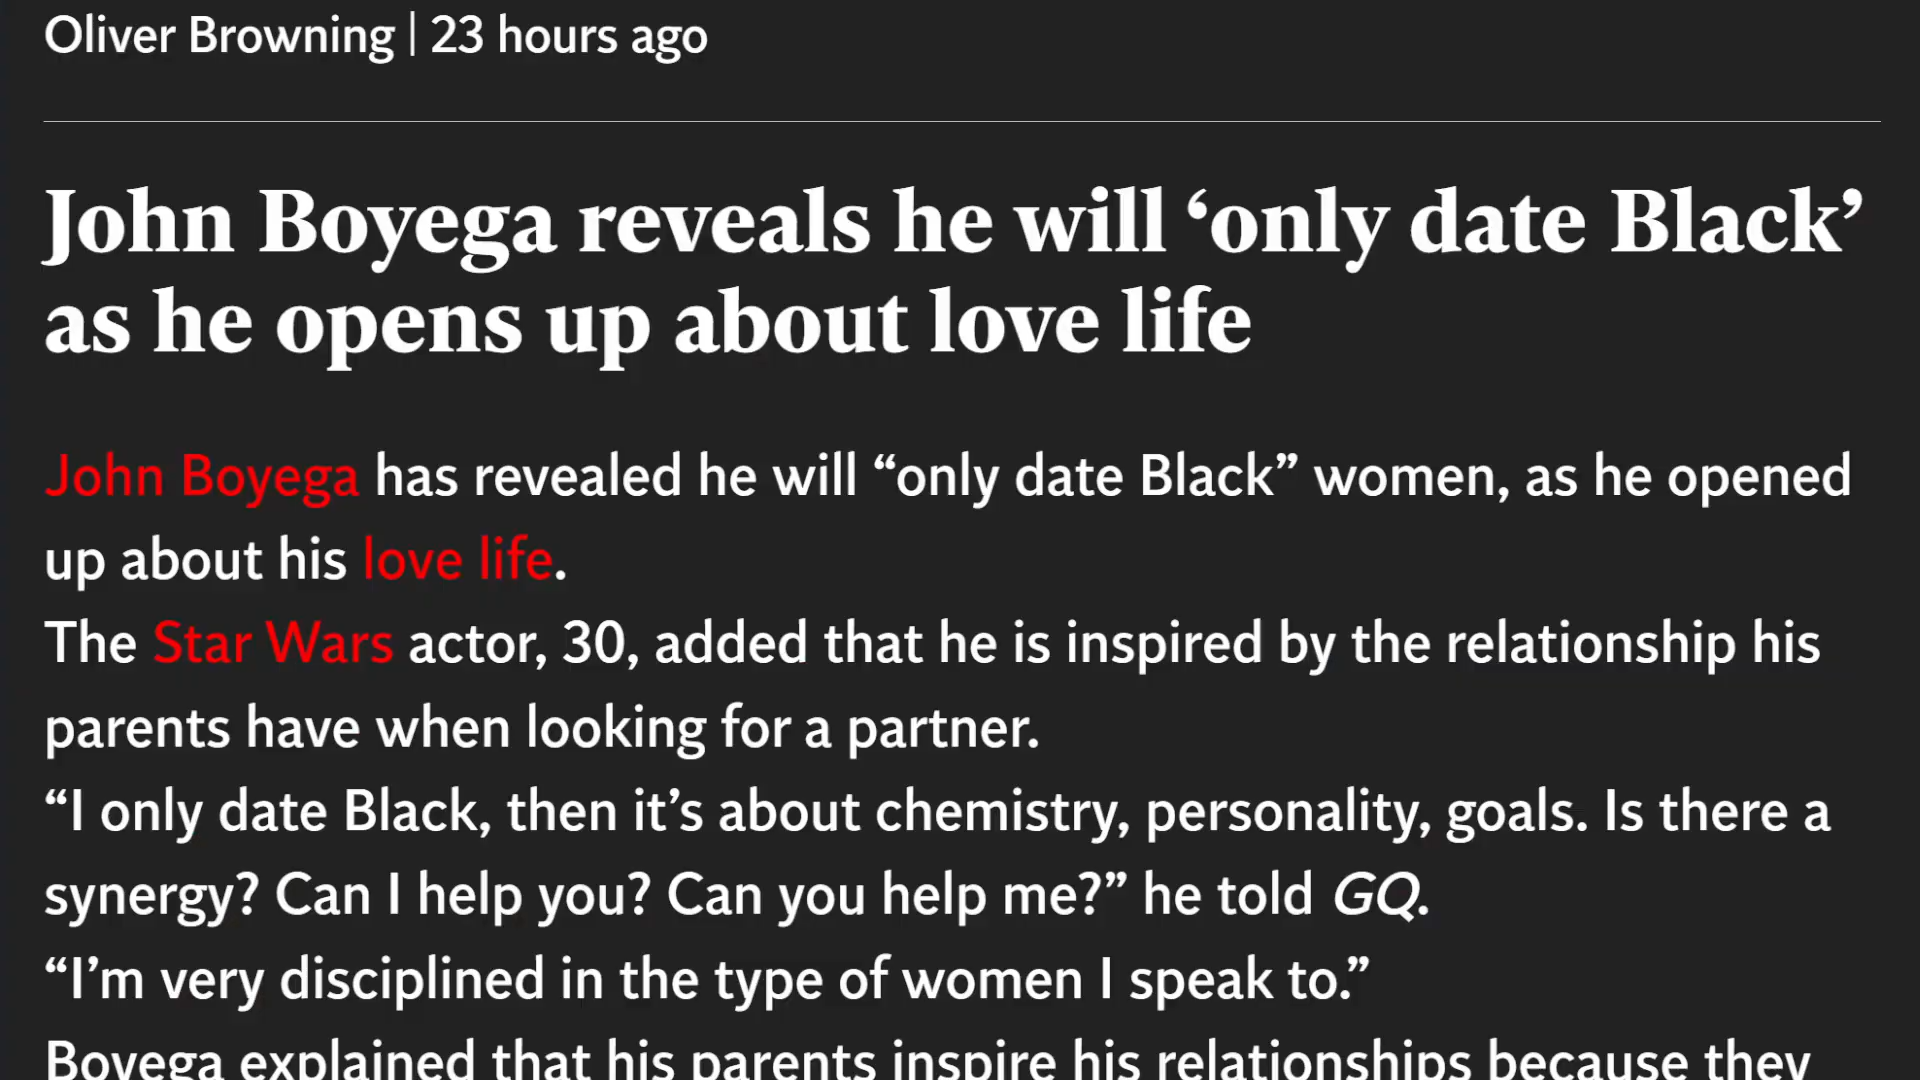 Oliver Browning | 23 hours ago
John Boyega reveals he will ‘only date Black’
as he opens up about love life
John Boyega has revealed he will “only date Black” women, as he opened
up about his love life.
The Star Wars actor, 30, added that he is inspired by the relationship his
parents have when looking for a partner.
“I only date Black, then it’s about chemistry, personality, goals. Is there a
synergy? Can I help you? Can you help me?” he told GQ.
“I’m very disciplined in the type of women I speak to.”
Boyega explained that his parents inspire his relationships because they